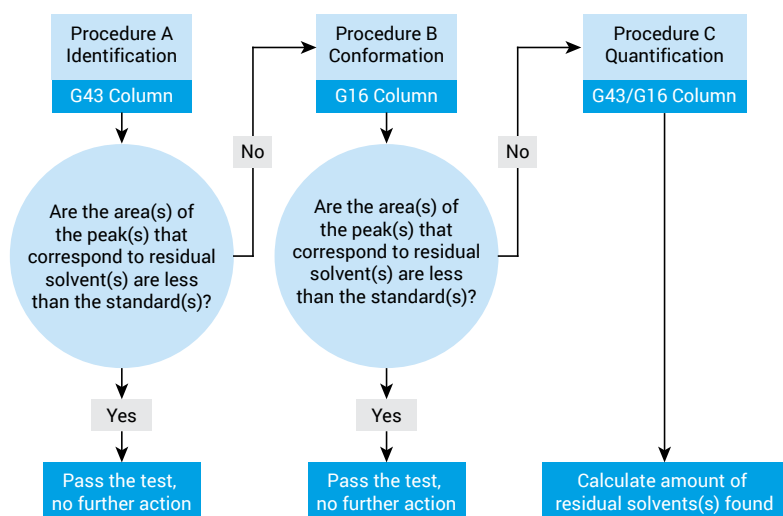 Procedure A
Identification
G43 Column
Are the area(s) of
the peak(s) that
correspond to residual
solvent(s) are less
than the standard(s)?
Yes
Pass the test,
no further action
No
Procedure B
Conformation
G16 Column
Are the area(s) of
the peak(s) that
correspond to residual
solvent(s) are less
than the standard(s)?
Yes
Pass the test,
no further action
No
Procedure C
Quantification
G43/G16 Column
Calculate amount of
residual solvents(s) found